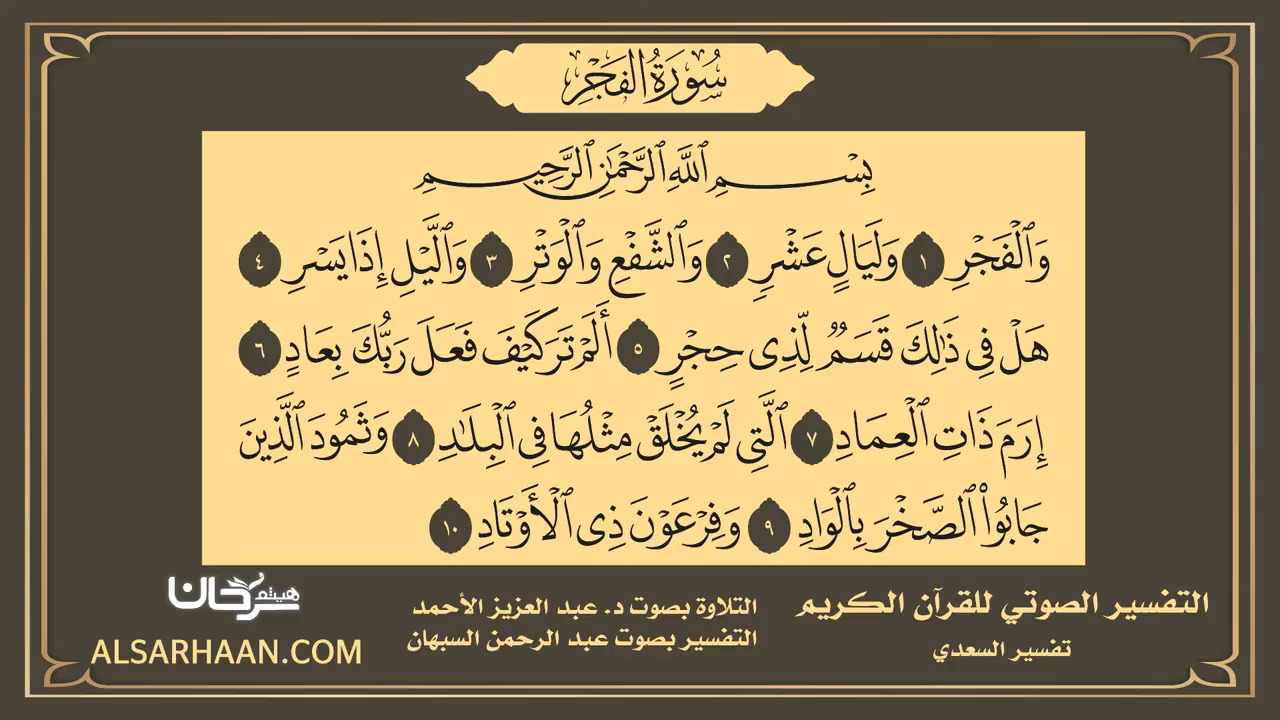 سُورَةُ الفَجْرِ
بِسْمِ ٱللَّهِ ٱلرَّحْمَٰنِ ٱلرَّحِيمِ
وَٱلْفَجْرِ ١ وَلَيَالٍ عَشْرٖ ٢ وَٱلشَّفْعِ وَٱلْوَتْرِ ٣ وَٱلَّيْلِ إِذَا يَسْرِ ٤
هَلْ فِي ذَٰلِكَ قَسَمٞ لِّذِي حِجْرٍ ٥ أَلَمْ تَرَ كَيْفَ فَعَلَ رَبُّكَ بِعَادٍ ٦
إِرَمَ ذَاتِ ٱلْعِمَادِ ٧ ٱلَّتِي لَمْ يُخْلَقْ مِثْلُهَا فِي ٱلْبِلَٰدِ ٨ وَثَمُودَ ٱلَّذِينَ
جَابُواْ ٱلصَّخْرَ بِٱلْوَادِ ٩ وَفِرْعَوْنَ ذِي ٱلْأَوْتَادِ ١٠
التفسير الصوتي للقرآن الكريم
تفسير السعدي
التلاوة بصوت د. عبد العزيز الأحمد
التفسير بصوت عبد الرحمن السبهان
هيثم سرحان
ALSARHAAN.COM